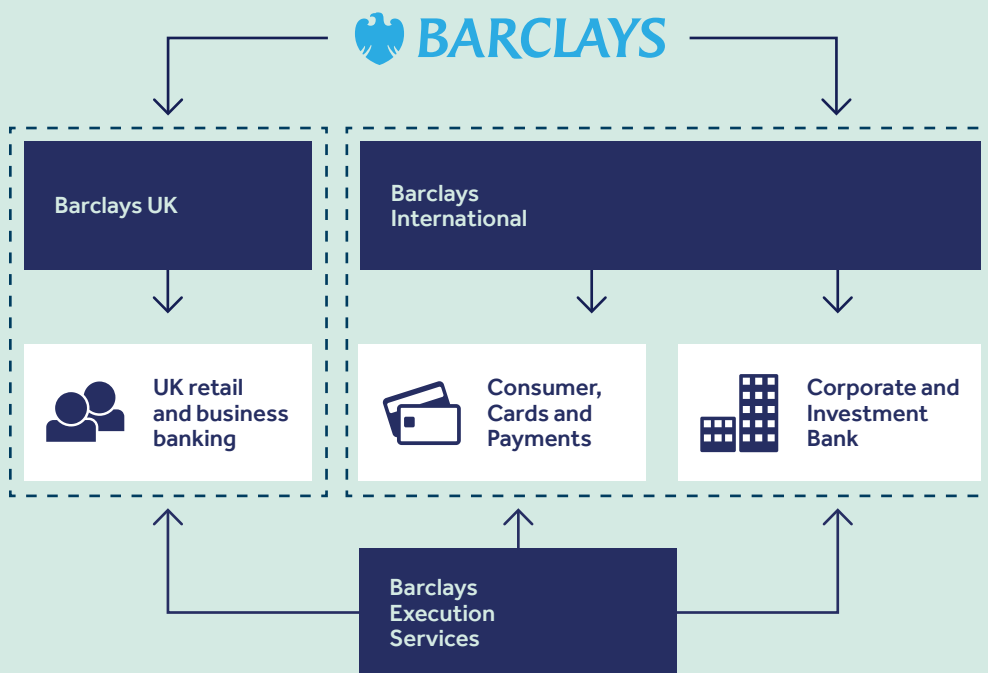 BARCLAYS
Barclays UK
Barclays
International
UK retail
and business
banking
Consumer,
Cards and
Payments
Corporate and
Investment
Bank
Barclays
Execution
Services